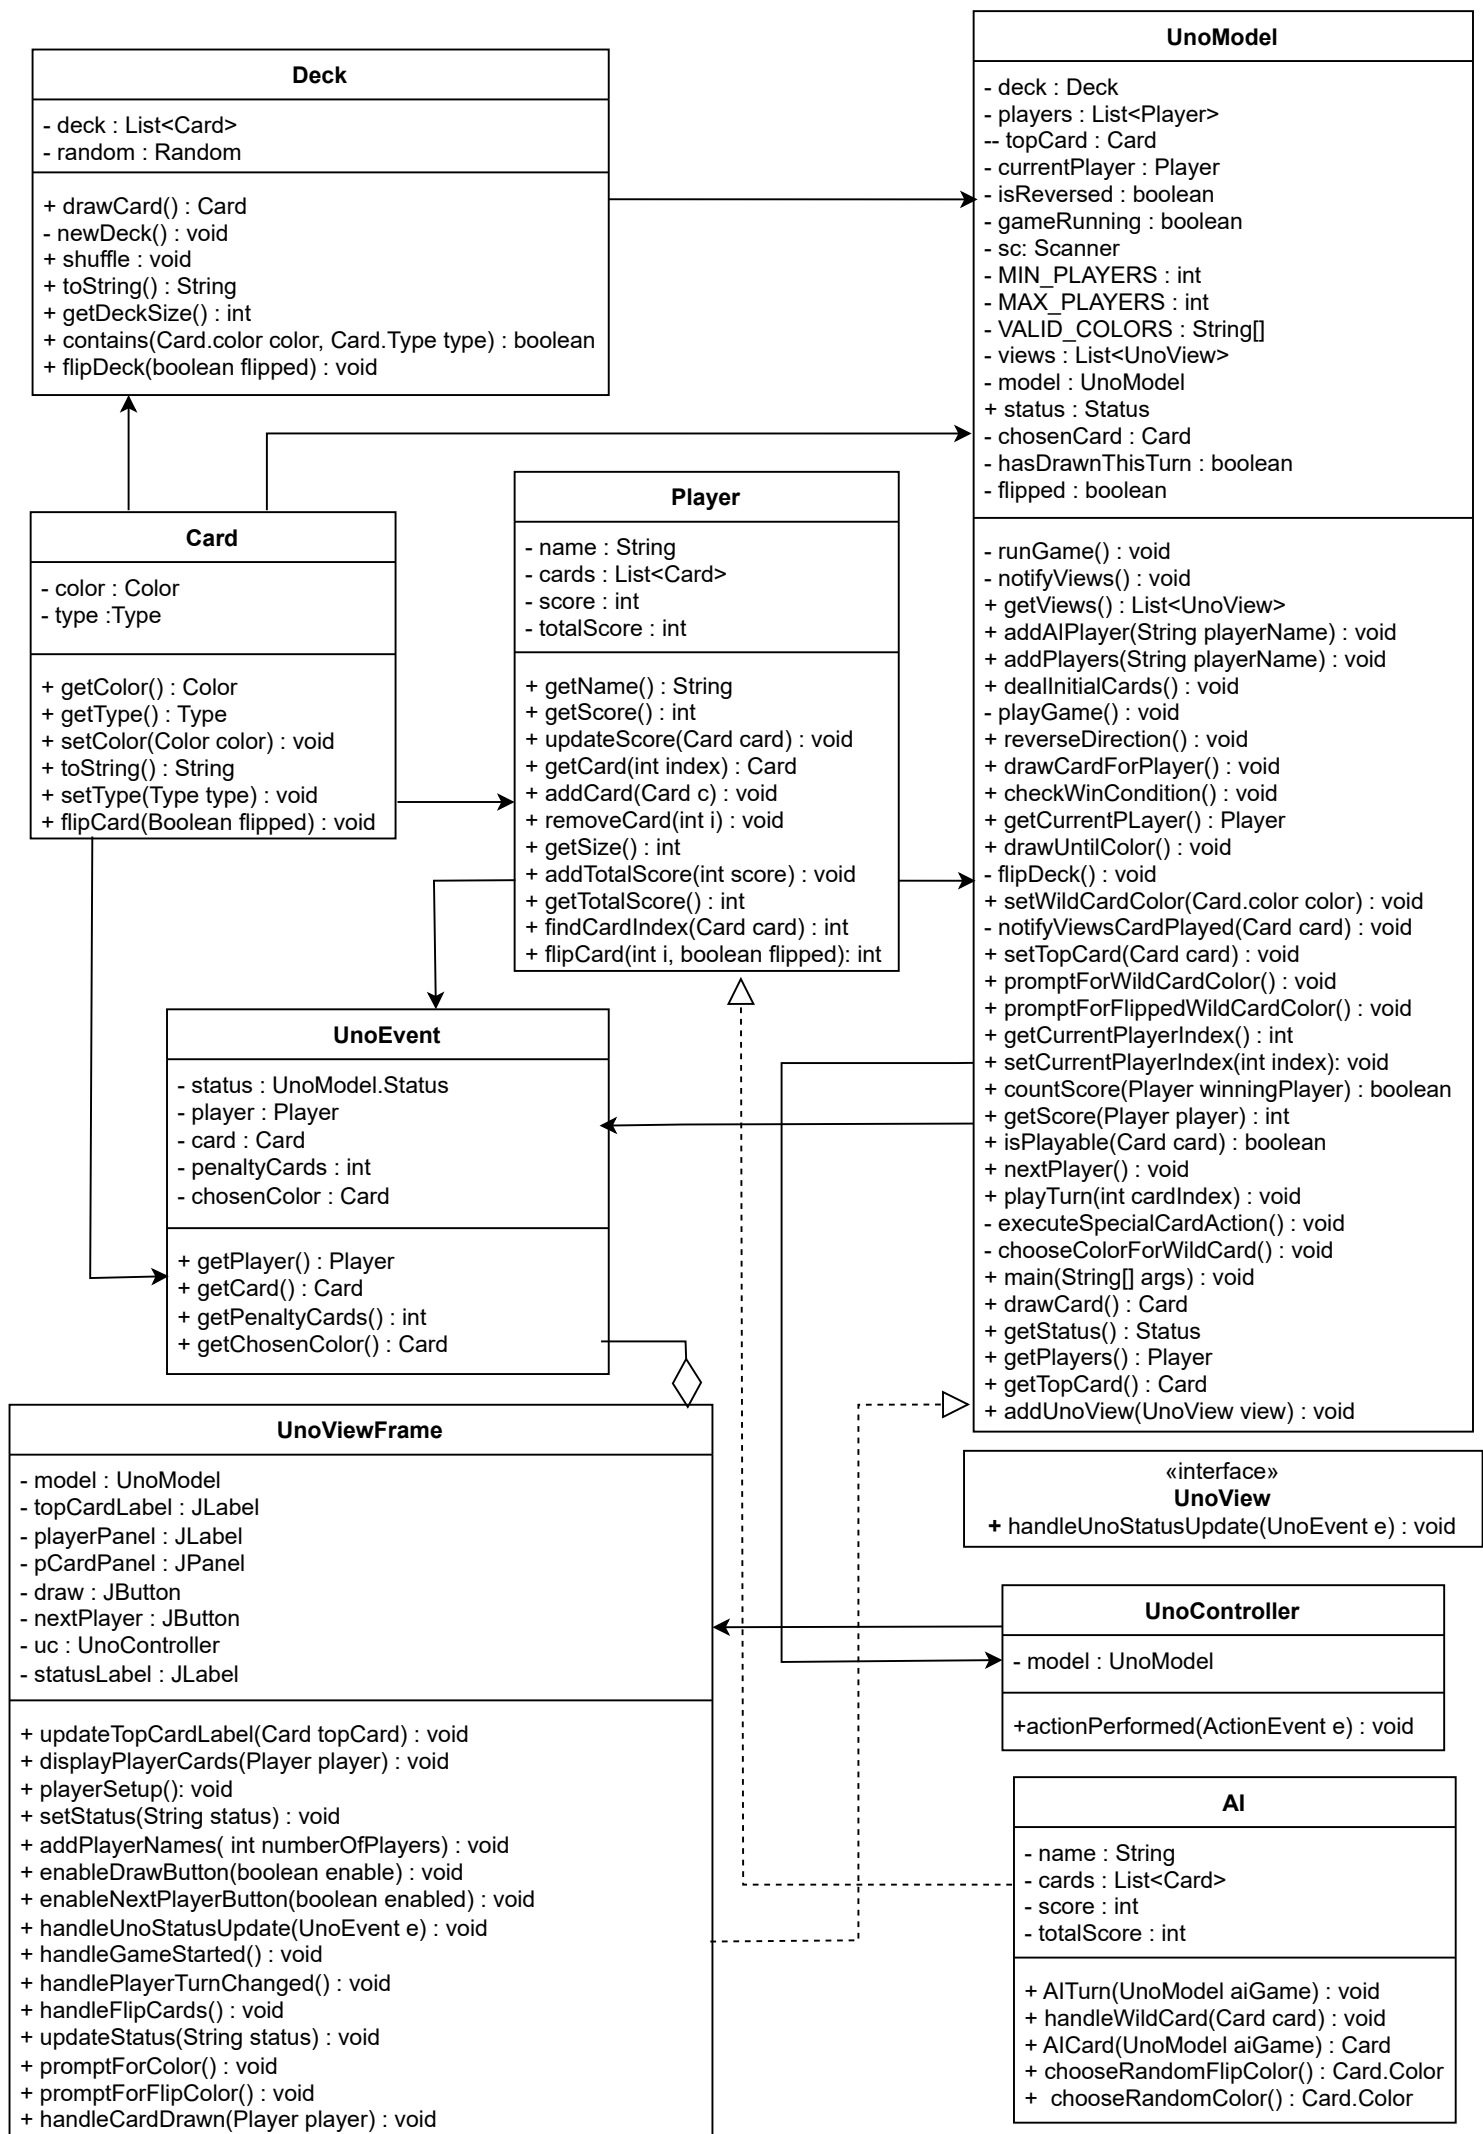 Deck
- deck : List<Card>
- random : Random
+ drawCard() : Card
- newDeck() : void
+ shuffle : void
+ toString() : String
+ getDeckSize() : int
+ contains(Card.color color, Card.Type type) : boolean
+ flipDeck(boolean flipped) : void
UnoModel
- deck : Deck
- players : List<Player>
-- topCard : Card
- currentPlayer : Player
- isReversed : boolean
- gameRunning : boolean
- sc: Scanner
- MIN_PLAYERS : int
- MAX_PLAYERS : int
- VALID_COLORS : String[]
- views : List<UnoView>
- model : UnoModel
+ status : Status
- chosenCard : Card
- hasDrawnThisTurn : boolean
- flipped : boolean
- runGame() : void
- notifyViews() : void
+ getViews() : List<UnoView>
+ addAIPlayer(String playerName) : void
+ addPlayers(String playerName) : void
+ dealInitialCards() : void
- playGame() : void
+ reverseDirection() : void
+ drawCardForPlayer() : void
+ checkWinCondition() : void
+ getCurrentPLayer() : Player
+ drawUntilColor() : void
- flipDeck() : void
+ setWildCardColor(Card.color color) : void
- notifyViewsCardPlayed(Card card) : void
+ setTopCard(Card card) : void
+ promptForWildCardColor() : void
+ promptForFlippedWildCardColor() : void
+ getCurrentPlayerIndex() : int
+ setCurrentPlayerIndex(int index): void
+ countScore(Player winningPlayer) : boolean
+ getScore(Player player) : int
+ isPlayable(Card card) : boolean
+ nextPlayer() : void
+ playTurn(int cardIndex) : void
- executeSpecialCardAction() : void
- chooseColorForWildCard() : void
+ main(String[] args) : void
+ drawCard() : Card
+ getStatus() : Status
+ getPlayers() : Player
+ getTopCard() : Card
+ addUnoView(UnoView view) : void
Card
- color : Color
- type :Type
+ getColor() : Color
+ getType() : Type
+ setColor(Color color) : void
+ toString() : String
+ setType(Type type) : void
+ flipCard(Boolean flipped) : void
Player
- name : String
- cards : List<Card>
- score : int
- totalScore : int
+ getName() : String
+ getScore() : int
+ updateScore(Card card) : void
+ getCard(int index) : Card
+ addCard(Card c) : void
+ removeCard(int i) : void
+ getSize() : int
+ addTotalScore(int score) : void
+ getTotalScore() : int
+ findCardIndex(Card card) : int
+ flipCard(int i, boolean flipped): int
UnoEvent
- status : UnoModel.Status
- player : Player
- card : Card
- penaltyCards : int
- chosenColor : Card
+ getPlayer() : Player
+ getCard() : Card
+ getPenaltyCards() : int
+ getChosenColor() : Card
UnoViewFrame
- model : UnoModel
- topCardLabel : JLabel
- playerPanel : JLabel
- pCardPanel : JPanel
- draw : JButton
- nextPlayer : JButton
- uc : UnoController
- statusLabel : JLabel
+ updateTopCardLabel(Card topCard) : void
+ displayPlayerCards(Player player) : void
+ playerSetup(): void
+ setStatus(String status) : void
+ addPlayerNames( int numberOfPlayers) : void
+ enableDrawButton(boolean enable) : void
+ enableNextPlayerButton(boolean enabled) : void
+ handleUnoStatusUpdate(UnoEvent e) : void
+ handleGameStarted() : void
+ handlePlayerTurnChanged() : void
+ handleFlipCards() : void
+ updateStatus(String status) : void
+ promptForColor() : void
+ promptForFlipColor() : void
+ handleCardDrawn(Player player) : void
«interface»
UnoView
+ handleUnoStatusUpdate(UnoEvent e) : void
UnoController
- model : UnoModel
+actionPerformed(ActionEvent e) : void
AI
- name : String
- cards : List<Card>
- score : int
- totalScore : int
+ AITurn(UnoModel aiGame) : void
+ handleWildCard(Card card) : void
+ AICard(UnoModel aiGame) : Card
+ chooseRandomFlipColor() : Card.Color
+  chooseRandomColor() : Card.Color